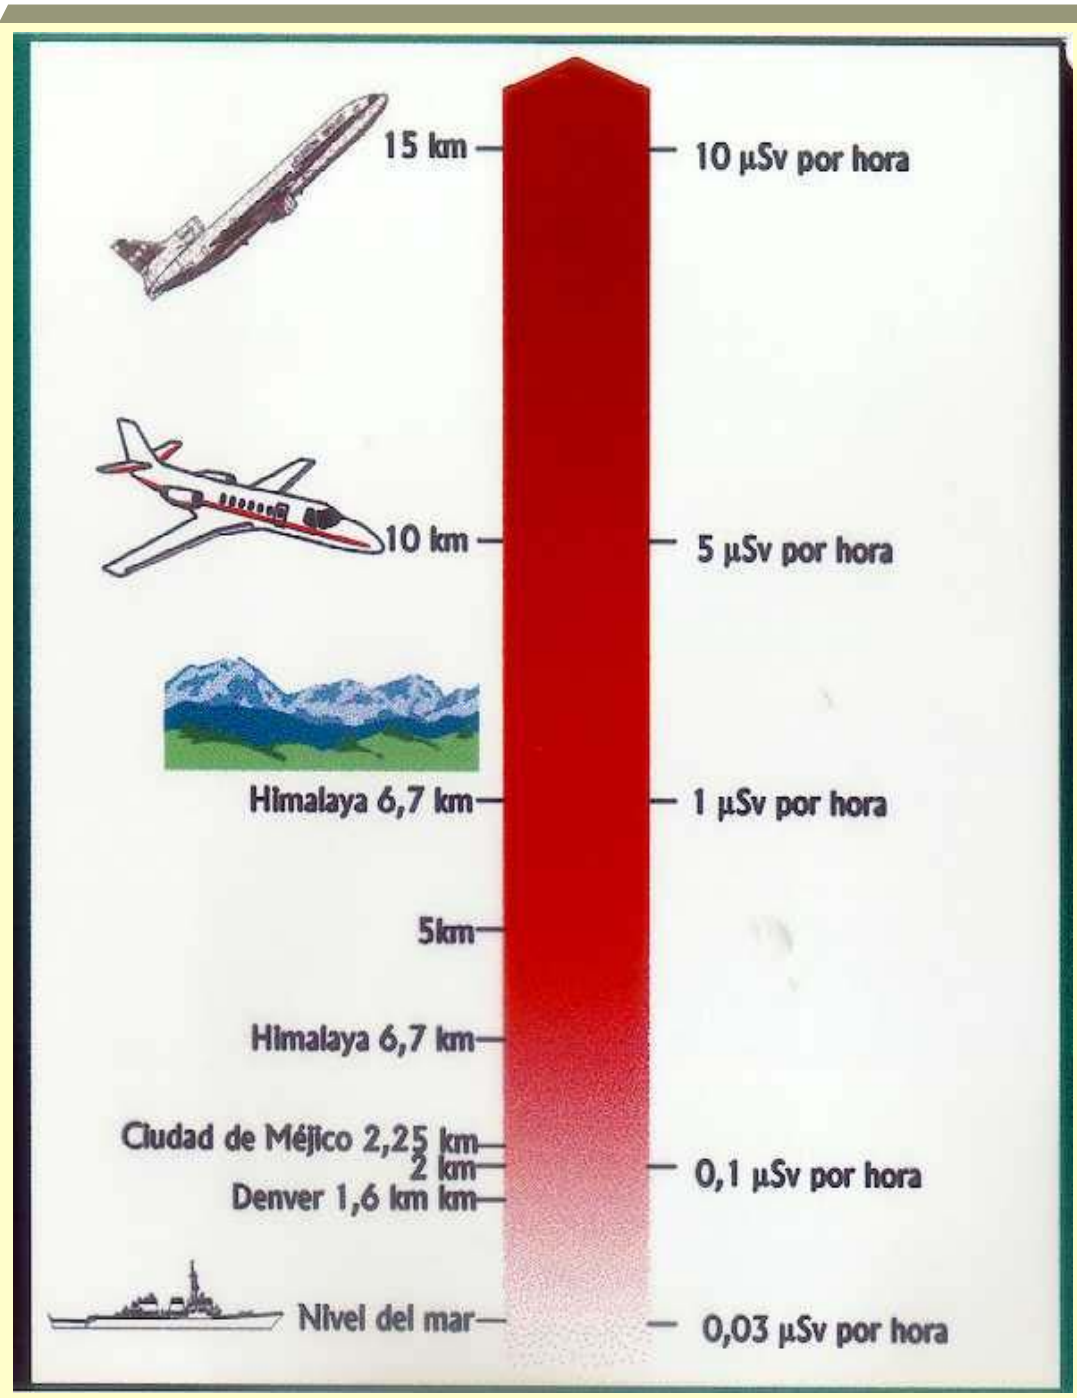 15 km
10 μSv por hora
10 km
5 μSv por hora
Himalaya 6,7 km
1 μSv por hora
5km
Himalaya 6,7 km
Ciudad de Méjico 2,25 km
2 km
0,1 μSv por hora
Denver 1,6 km km
Nivel del mar
0,03 μSv por hora